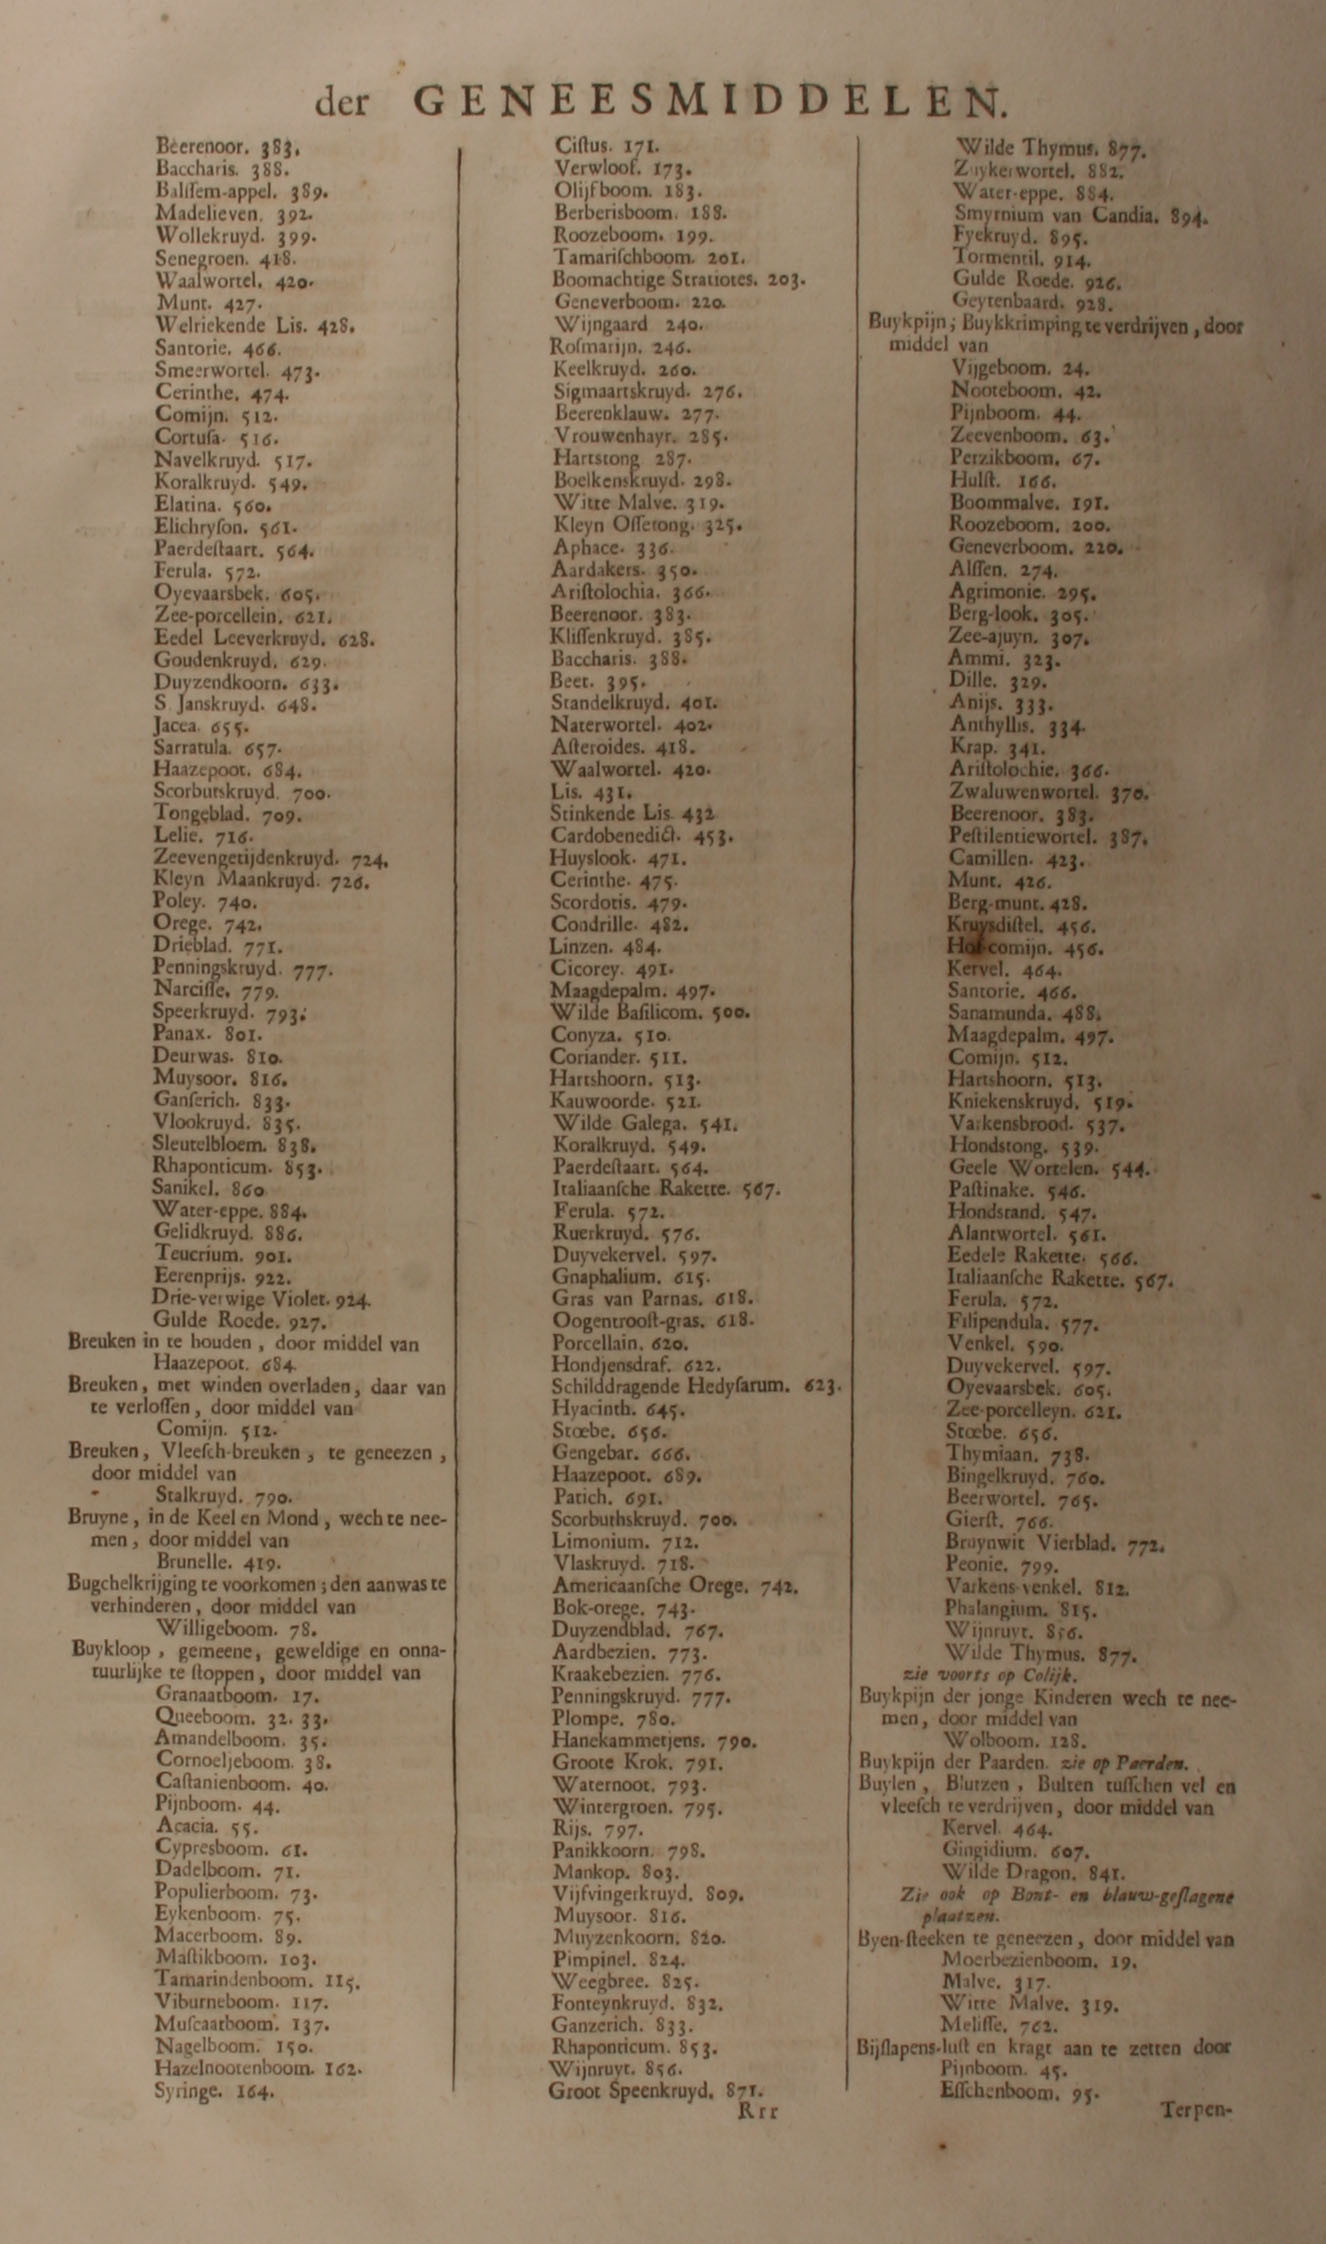 der GENEESMIDDELEN.
Beerenoor. 383.
Baccharis. 388.
Balſſem-appel. 389.
Madelieven. 392.
Wollekruyd. 399.
Senegroen. 418.
Waalwortel. 420.
Munt. 427.
Welriekende Lis. 428.
Santorie. 466.
Smeerwortel. 473.
Cerinthe. 474.
Comijn. 512.
Cortuſa. 516.
Navelkruyd. 517.
Koralkruyd. 549.
Elatina. 560.
Elichryſon. 561.
Paerdeſtaart. 564.
Ferula. 572.
Oyevaarsbek. 605.
Zee-porcellein. 621.
Eedel Leeverkruyd. 628.
Goudenkruyd. 629.
Duyzendkoorn. 633.
S Janskruyd. 648.
Jacea. 655.
Sarratula. 657.
Haazepoot. 684.
Scorbutskruyd. 700.
Tongeblad. 709.
Lelie. 716.
Zeevengetijdenkruyd. 724.
Kleyn Maankruyd. 726.
Poley. 740.
Orege. 742.
Drieblad. 771.
Penningskruyd. 777.
Narciſſe. 779.
Speerkruyd. 793.
Panax. 801.
Deurwas. 810.
Muysoor. 816.
Ganſerich. 833.
Vlookruyd. 835.
Sleutelbloem. 838.
Rhaponticum. 853.
Sanikel. 860
Water-eppe. 884.
Gelidkruyd. 886.
Teucrium. 901.
Eerenprijs. 922.
Drie-verwige Violet. 924.
Gulde Roede. 927.
Breuken in te houden, door middel van
Haazepoot. 684.
Breuken, met winden overladen, daar van
te verloſſen, door middel van
Comijn. 512.
Breuken, Vleeſch-breuken, te geneezen,
door middel van
Stalkruyd. 790.
Bruyne, in de Keel en Mond, wech te nee-
men, door middel van
Brunelle. 419.
Bugchelkrijging te voorkomen; den aanwas te
verhinderen, door middel van
Willigeboom. 78.
Buykloop, gemeene, geweldige en onna-
tuurlijke te ſtoppen, door middel van
Granaatboom. 17.
Queeboom. 32. 33.
Amandelboom. 35.
Cornoeljeboom. 38.
Caſtanienboom. 40.
Pijnboom. 44.
Acacia. 55.
Cypresboom. 61.
Dadelboom. 71.
Populierboom. 73.
Eykenboom. 75.
Macerboom. 89.
Maſtikboom. 103.
Tamarindenboom. 115.
Viburneboom. 117.
Muſcaatboom. 137.
Nagelboom. 150.
Hazelnootenboom. 162.
Syringe. 164.
Ciſtus. 171.
Verwloof. 173.
Olijfboom. 183.
Berberisboom. 188.
Roozeboom. 199.
Tamariſchboom. 201.
Boomachtige Stratiotes. 203.
Geneverboom. 220.
Wijngaard 240.
Roſmarijn. 246.
Keelkruyd. 260.
Sigmaartskruyd. 276.
Beerenklauw. 277.
Vrouwenhayr. 285.
Hartstong 287.
Boelkenskruyd. 298.
Witte Malve. 319.
Kleyn Oſſetong. 325.
Aphace. 336.
Aardakers. 350.
Ariſtolochia. 366.
Beerenoor. 383.
Kliſſenkruyd. 385.
Baccharis. 388.
Beet. 395.
Standelkruyd. 401.
Naterwortel. 402.
Aſteroides. 418.
Waalwortel. 420.
Lis. 431.
Stinkende Lis. 432
Cardobenedict. 453.
Huyslook. 471.
Cerinthe. 475.
Scordotis. 479.
Condrille. 482.
Linzen. 484.
Cicorey. 491.
Maagdepalm. 497.
Wilde Baſilicom. 500.
Conyza. 510.
Coriander. 511.
Hartshoorn. 513.
Kauwoorde. 521.
Wilde Galega. 541.
Koralkruyd. 549.
Paerdeſtaart. 564.
Italiaanſche Rakette. 567.
Ferula. 572.
Ruerkruyd. 576.
Duyvekervel. 597.
Gnaphalium. 615.
Gras van Parnas. 618.
Oogentrooſt-gras. 618.
Porcellain. 620.
Hondjensdraf. 622.
Schilddragende Hedyſarum. 623.
Hyacinth. 645.
Stœbe. 656.
Gengebar. 666.
Haazepoot. 689.
Patich. 691.
Scorbuthskruyd. 700.
Limonium. 712.
Vlaskruyd. 718.
Americaanſche Orege. 742.
Bok-orege. 743.
Duyzendblad. 767.
Aardbezien. 773.
Kraakebezien. 776.
Penningskruyd. 777.
Plompe. 780.
Hanekammetjens. 790.
Groote Krok. 791.
Waternoot. 793.
Wintergroen. 795.
Rijs. 797.
Panikkoorn. 798.
Mankop. 803.
Vijfvingerkruyd. 809.
Muysoor. 816.
Muyzenkoorn. 820.
Pimpinel. 824.
Weegbree. 825.
Fonteynkruyd. 832.
Ganzerich. 833.
Rhaponticum. 853.
Wijnruyt. 856.
Groot Speenkruyd. 871.
Rrr
Wilde Thymus. 877.
Zuykerwortel. 882.
Water-eppe. 884.
Smyrnium van Candia. 894.
Fyekruyd. 895.
Tormentil. 914.
Gulde Roede. 926.
Geytenbaard. 928.
Buykpijn; Buykkrimping te verdrijven, door
middel van
Vijgeboom. 24.
Nooteboom. 42.
Pijnboom. 44.
Zeevenboom. 63.
Perzikboom. 67.
Hulſt. 166.
Boommalve. 191.
Roozeboom. 200.
Geneverboom. 220.
Alſſen. 274.
Agrimonie. 295.
Berg-look. 305.
Zee-ajuyn. 307.
Ammi. 323.
Dille. 329.
Anijs. 333.
Anthyllis. 334.
Krap. 341.
Ariſtolochie. 366.
Zwaluwenwortel. 370.
Beerenoor. 383.
Peſtilentiewortel. 387.
Camillen. 423.
Munt. 426.
Berg-munt. 428.
Kruysdiſtel. 456.
Hof-comijn. 456.
Kervel. 464.
Santorie. 466.
Sanamunda. 488.
Maagdepalm. 497.
Comijn. 512.
Hartshoorn. 513.
Kniekenskruyd. 519.
Varkensbrood. 537.
Hondstong. 539.
Geele Wortelen. 544.
Paſtinake. 546.
Hondstand. 547.
Alantwortel. 561.
Eedele Rakette. 566.
Italiaanſche Rakette. 567.
Ferula. 572.
Filipendula. 577.
Venkel. 590.
Duyvekervel. 597.
Oyevaarsbek. 605.
Zee-porcelleyn. 621.
Stœbe. 656.
Thymiaan. 738.
Bingelkruyd. 760.
Beerwortel. 765.
Gierſt. 766.
Bruynwit Vierblad. 772.
Peonie. 799.
Varkens-venkel. 812.
Phalangium. 815.
Wijnruyt. 856.
Wilde Thymus. 877.
zie voorts op Colijk.
Buykpijn der jonge Kinderen wech te nee-
men, door middel van
Wolboom. 128.
Buykpijn der Paarden. zie op Paerden.
Buylen, Blutzen, Bulten tuſſchen vel en
vleeſch te verdrijven, door middel van
Kervel. 464.
Gingidium. 607.
Wilde Dragon. 841.
Zie ook op Bont- en blauw-geſlagene
plaatzen.
Byen-ſteeken te geneezen, door middel van
Moerbezienboom. 19.
Malve. 317.
Witte Malve. 319.
Meliſſe. 762.
Bijſlapens-luſt en kragt aan te zetten door
Pijnboom. 45.
Eſſchenboom. 95.
Terpen-